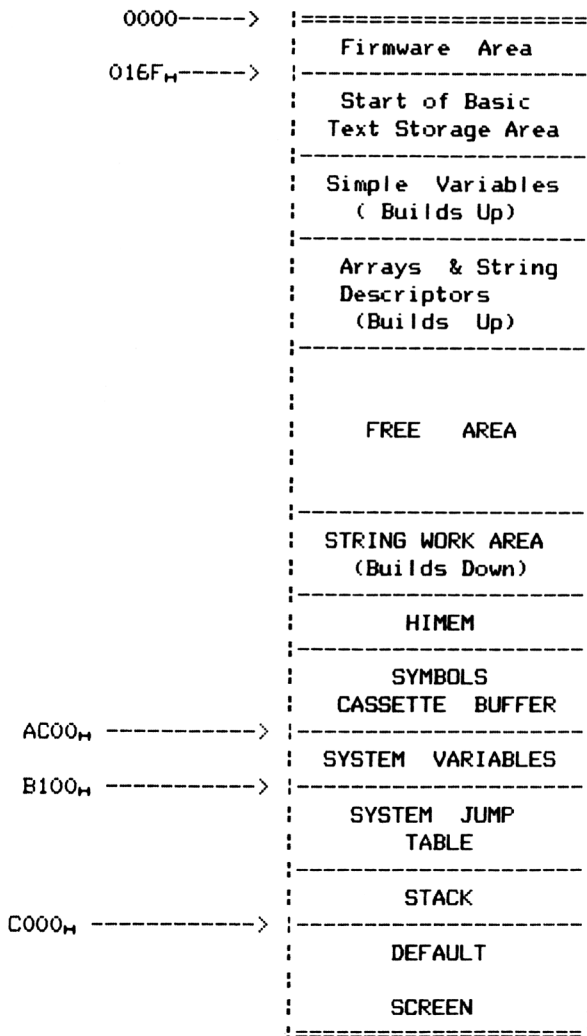 0000-----> |====================
Firmware Area
016FH-----> |--------------------
Start of Basic
Text Storage Area
Simple Variables
( Builds Up)
Arrays & String
Descriptors
(Builds Up)
FREE AREA
STRING WORK AREA
(Builds Down)
HIMEM
SYMBOLS
CASSETTE BUFFER
AC00H -----------> |--------------------
SYSTEM VARIABLES
B100H -----------> |--------------------
SYSTEM JUMP
TABLE
STACK
C000H ------------> |--------------------
DEFAULT
SCREEN